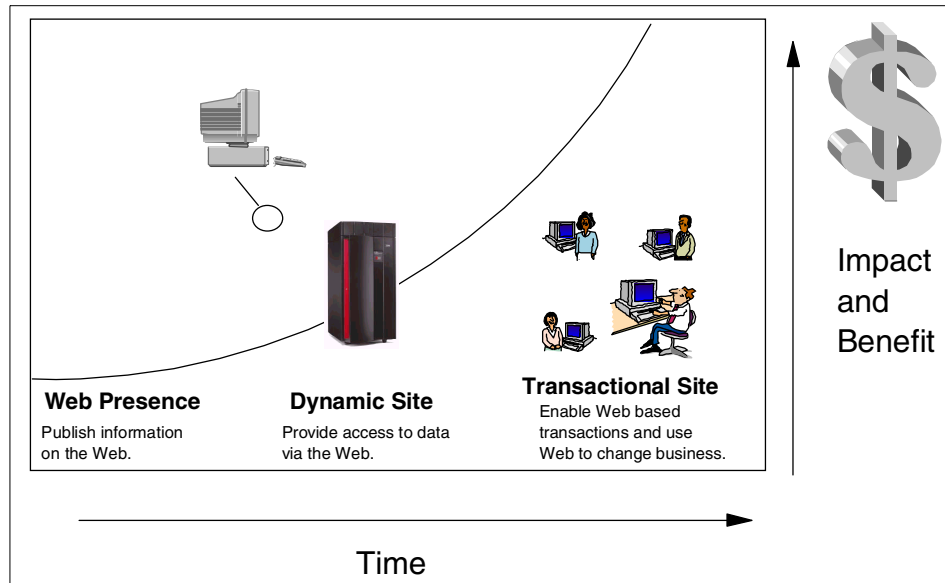 Web Presence
Publish information
on the Web.
Dynamic Site
Provide access to data
via the Web.
Transactional Site
Enable Web based
transactions and use
Web to change business.
$
Impact
and
Benefit
Time